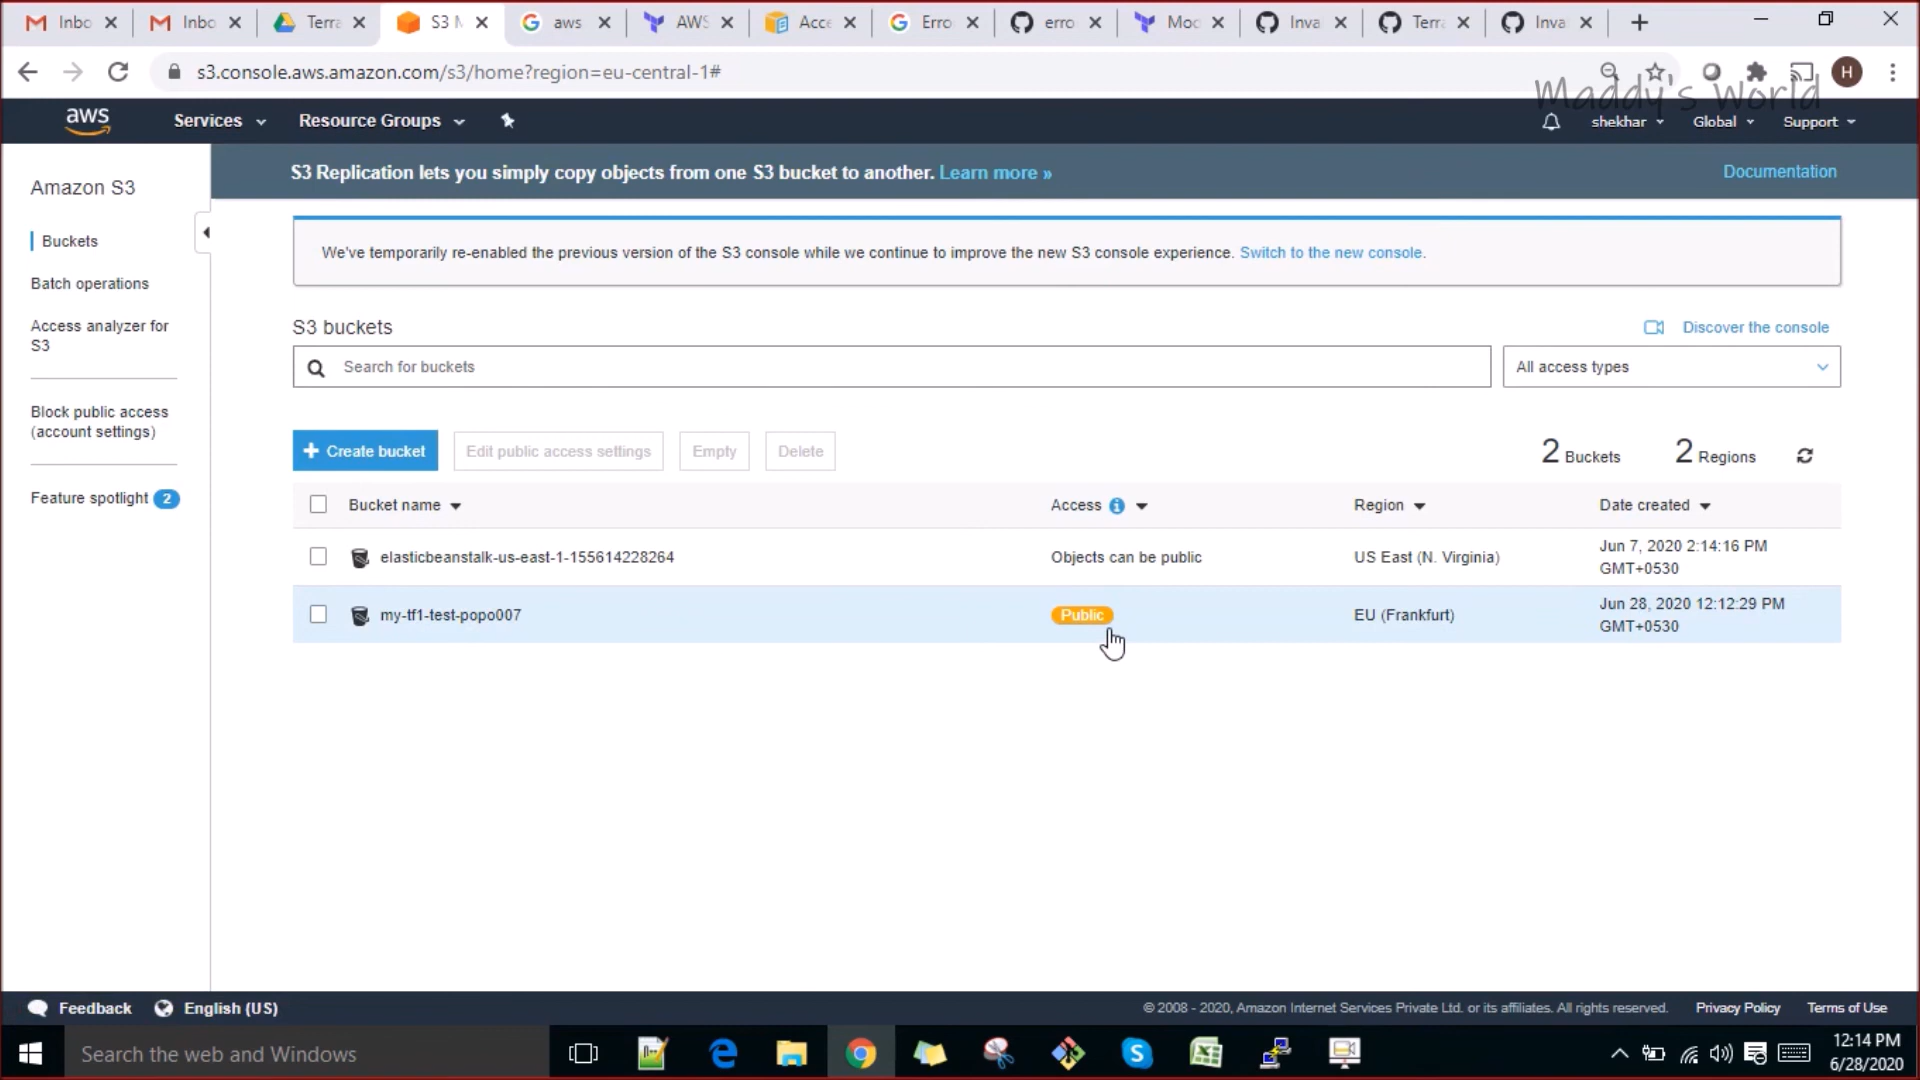 Inbo
Inbo
Terra
S3 M
aws
AWS
Acce
Erro
erro
Mod
Inva
Terra
Inva
s3.console.aws.amazon.com/s3/home?region=eu-central-1#
H
Maddy's World
aws
Services
Resource Groups
shekhar
Global
Support
Amazon S3
S3 Replication lets you simply copy objects from one S3 bucket to another. Learn more »
Documentation
Buckets
Batch operations
Access analyzer for
S3
Block public access
(account settings)
Feature spotlight 2
We've temporarily re-enabled the previous version of the S3 console while we continue to improve the new S3 console experience. Switch to the new console.
S3 buckets
Discover the console
Search for buckets
All access types
Create bucket
Edit public access settings
Empty
Delete
2 Buckets
2 Regions
Bucket name
Access
Region
Date created
elasticbeanstalk-us-east-1-155614228264
Objects can be public
US East (N. Virginia)
Jun 7, 2020 2:14:16 PM
GMT+0530
my-tf1-test-popo007
Public
EU (Frankfurt)
Jun 28, 2020 12:12:29 PM
GMT+0530
Feedback
English (US)
© 2008 - 2020, Amazon Internet Services Private Ltd. or its affiliates. All rights reserved.
Privacy Policy
Terms of Use
Search the web and Windows
12:14 PM
6/28/2020